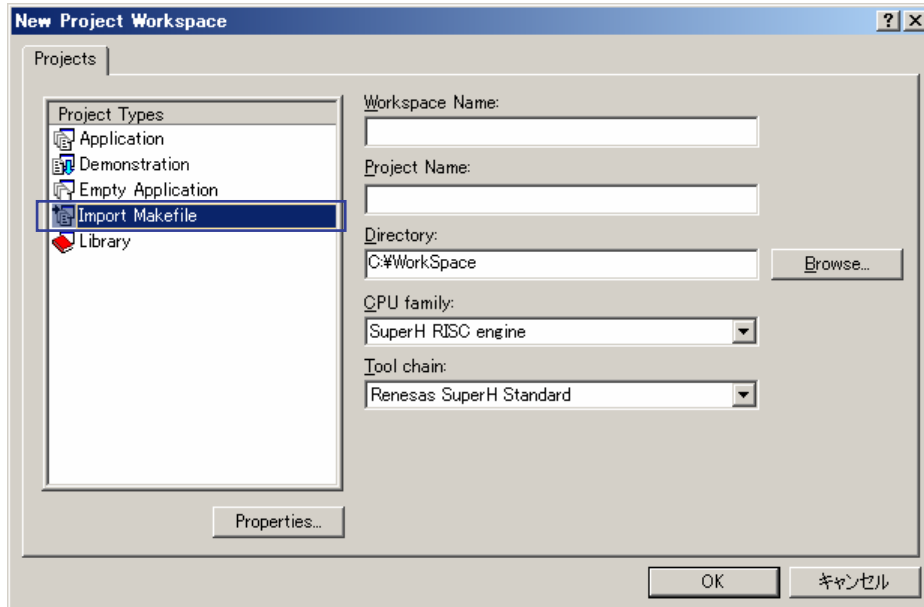 New Project Workspace
Projects
Project Types
Application
Demonstration
Empty Application
Import Makefile
Library
Properties...
Workspace Name:
Project Name:
Directory:
C:¥WorkSpace
Browse...
CPU family:
SuperH RISC engine
Tool chain:
Renesas SuperH Standard
OK
キャンセル